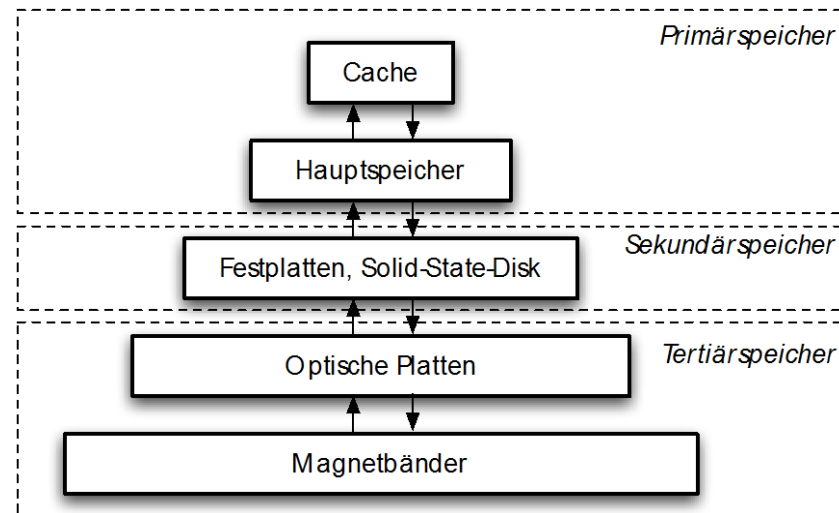 Primärspeicher
Cache
Hauptspeicher
Sekundärspeicher
Festplatten, Solid-State-Disk
Tertiärspeicher
Optische Platten
Magnetbänder